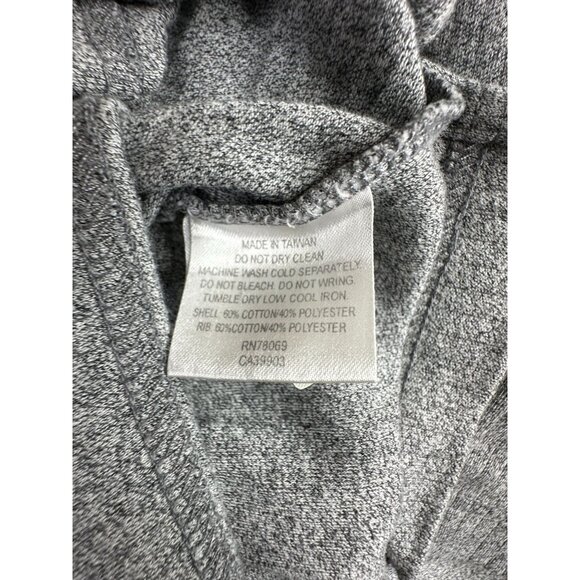 MADE IN TAIWAN
DO NOT DRY CLEAN
MACHINE WASH COLD SEPARATELY.
DO NOT BLEACH. DO NOT WRING.
TUMBLE DRY LOW. COOL IRON.
SHELL: 60% COTTON/40% POLYESTER
RIB: 60%COTTON/40% POLYESTER
RN78069
CA39903